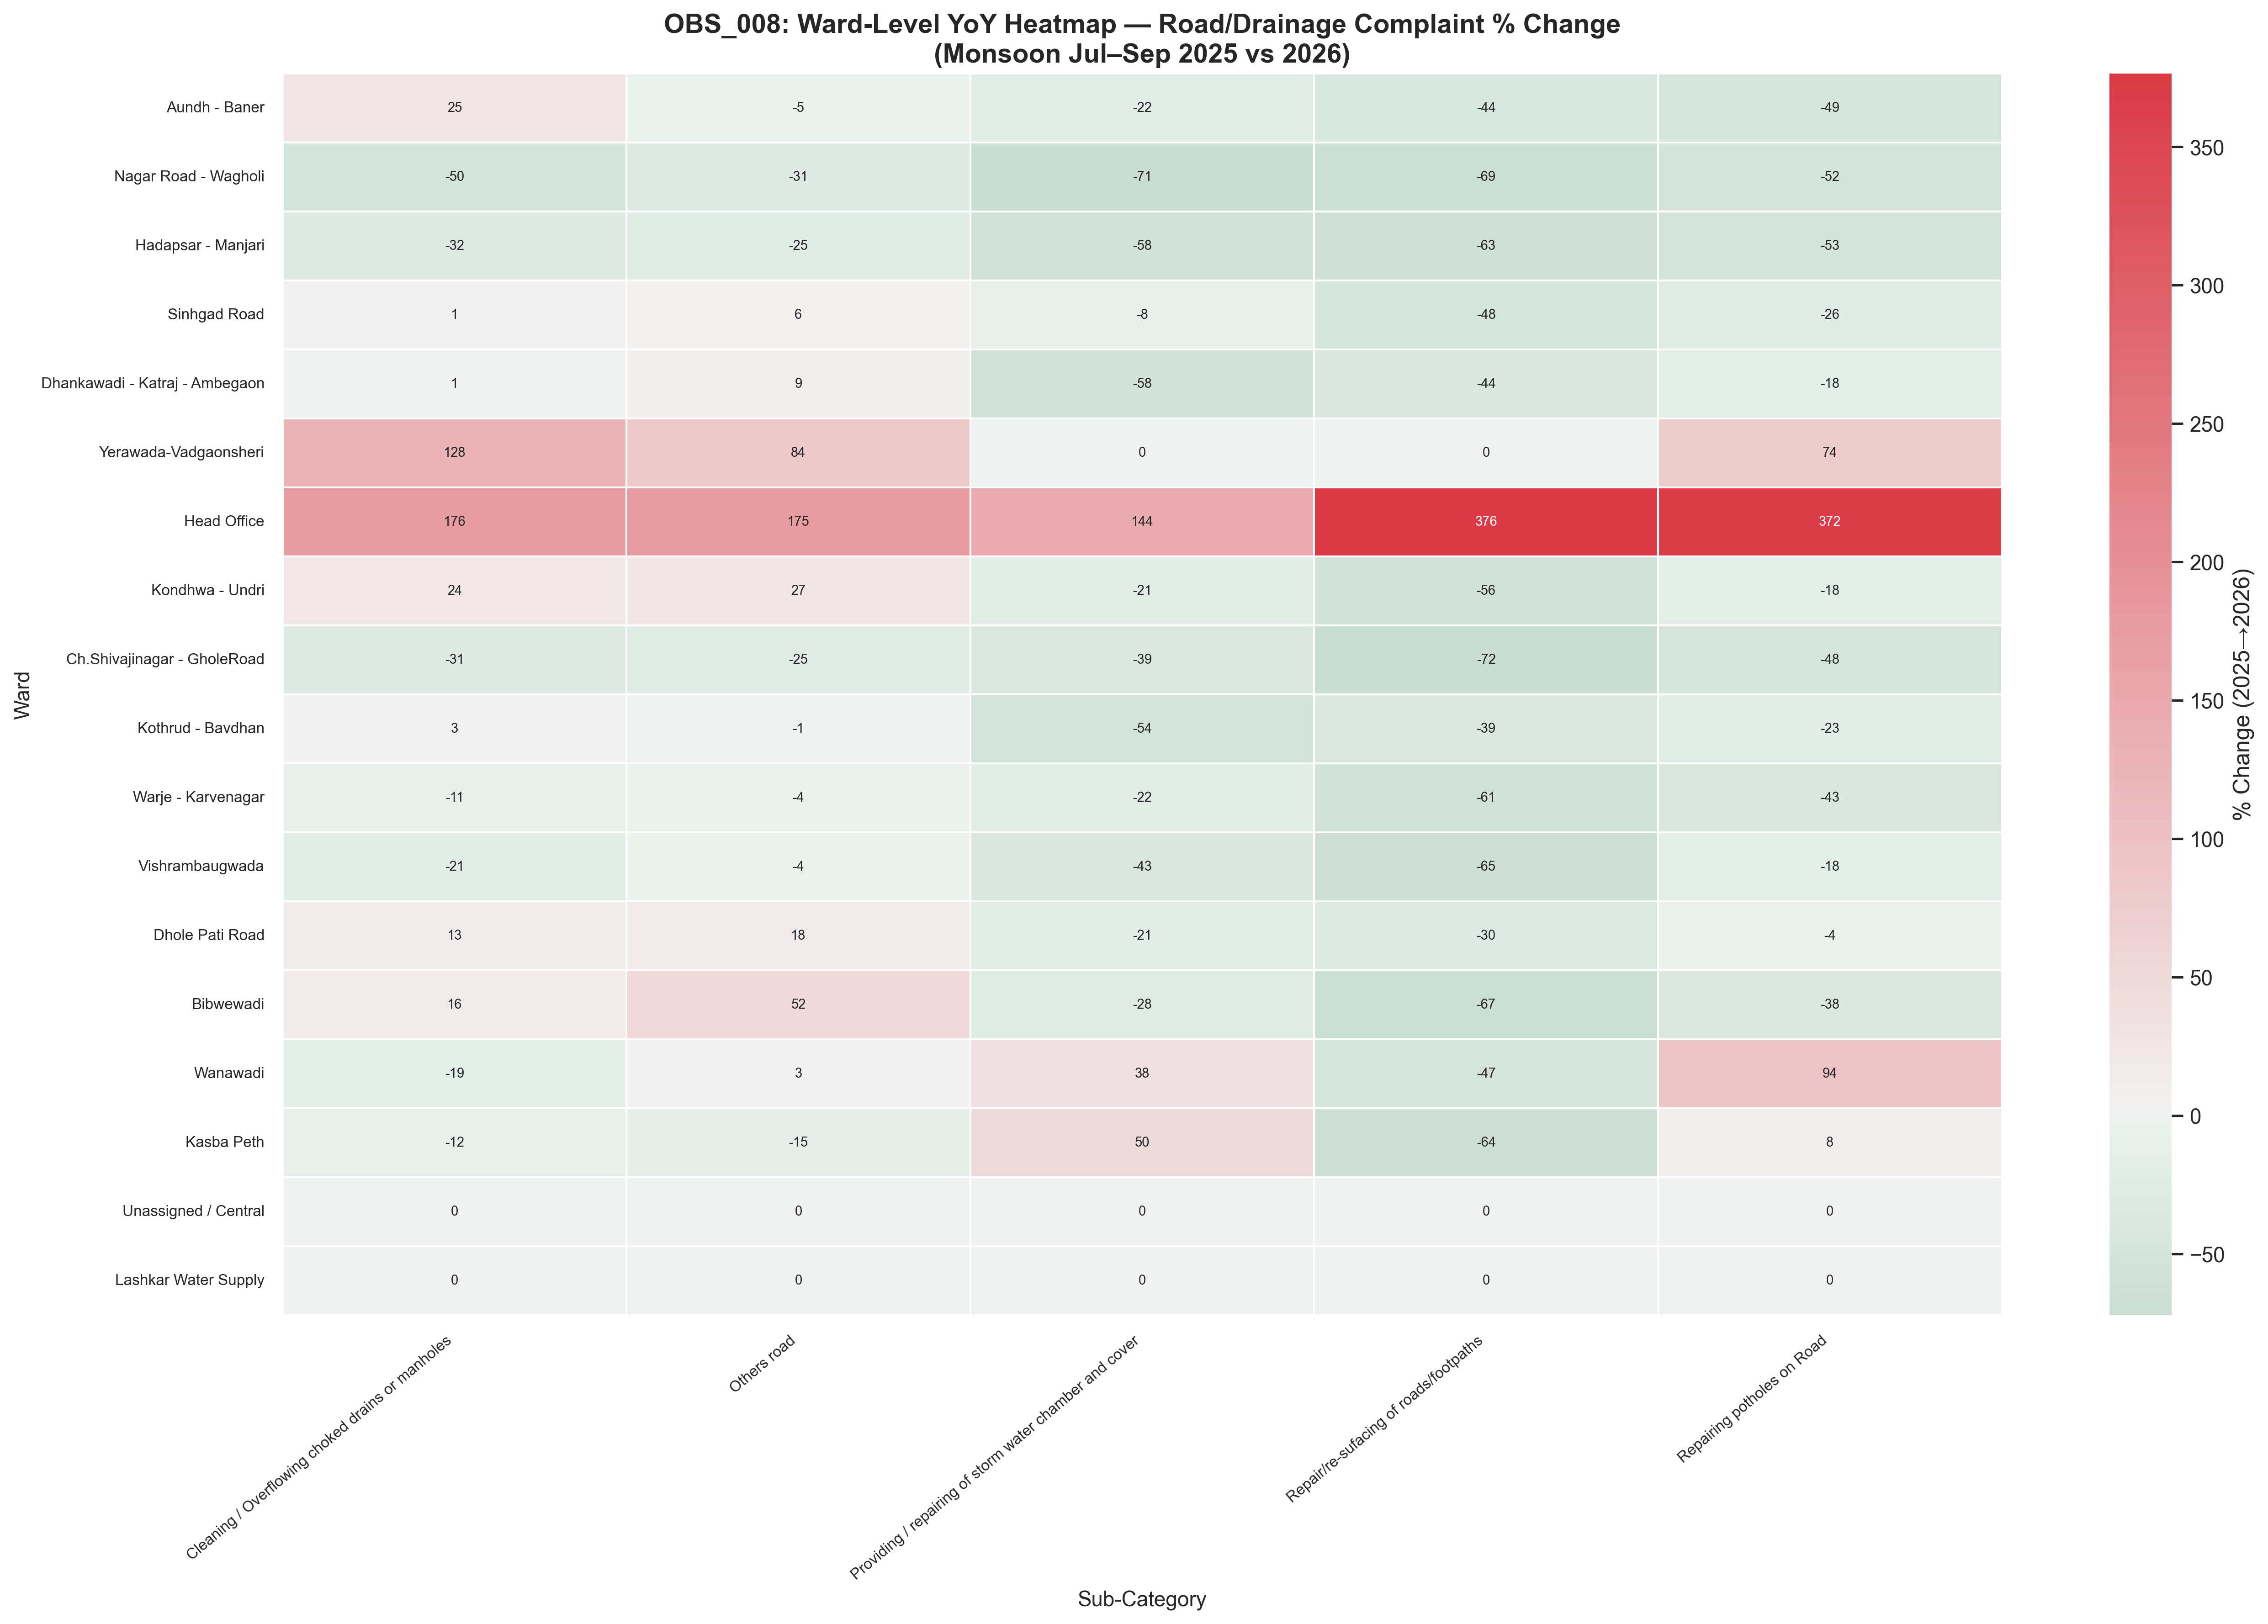 OBS_008: Ward-Level YoY Heatmap — Road/Drainage Complaint % Change
(Monsoon Jul–Sep 2025 vs 2026)
Ward
Aundh - Baner 25 -5 -22 -44 -49
Nagar Road - Wagholi -50 -31 -71 -69 -52
Hadapsar - Manjari -32 -25 -58 -63 -53
Sinhgad Road 1 6 -8 -48 -26
Dhankawadi - Katraj - Ambegaon 1 9 -58 -44 -18
Yerawada-Vadgaonsheri 128 84 0 0 74
Head Office 176 175 144 376 372
Kondhwa - Undri 24 27 -21 -56 -18
Ch.Shivajinagar - GholeRoad -31 -25 -39 -72 -48
Kothrud - Bavdhan 3 -1 -54 -39 -23
Warje - Karvenagar -11 -4 -22 -61 -43
Vishrambaugwada -21 -4 -43 -65 -18
Dhole Pati Road 13 18 -21 -30 -4
Bibwewadi 16 52 -28 -67 -38
Wanawadi -19 3 38 -47 94
Kasba Peth -12 -15 50 -64 8
Unassigned / Central 0 0 0 0 0
Lashkar Water Supply 0 0 0 0 0
Cleaning / Overflowing choked drains or manholes
Others road
Providing / repairing of storm water chamber and cover
Repair/re-sufacing of roads/footpaths
Repairing potholes on Road
Sub-Category
350
300
250
200
150
100
50
0
−50
% Change (2025→2026)